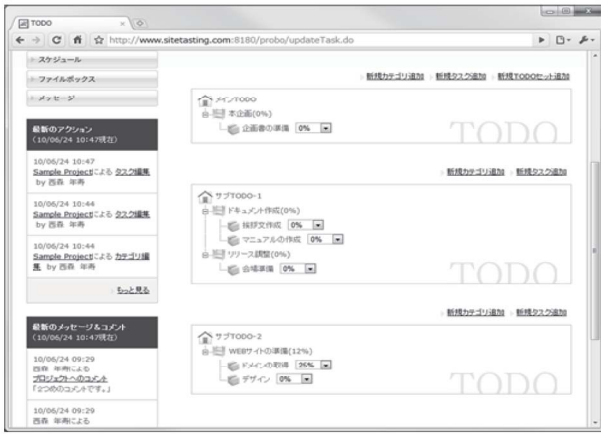 TODO
http://www.sitetasting.com:8180/probo/updateTask.do
スケジュール
ファイルボックス
メッセージ
最新のアクション
(10/06/24 10:47現在)
10/06/24 10:47
Sample Projectによる タスク編集
by 西森 年寿
10/06/24 10:44
Sample Projectによる タスク編集
by 西森 年寿
10/06/24 10:44
Sample Projectによる カテゴリ編
集 by 西森 年寿
もっと見る
最新のメッセージ&コメント
(10/06/24 10:47現在)
10/06/24 09:29
西森 年寿による
プロジェクトへのコメント
「2つめのコメントです。」
10/06/24 09:29
西森 年寿による
新規カテゴリ追加 新規タスク追加 新規TODOセット追加
メインTODO
本企画(0%)
企画書の準備 0%
TODO
新規カテゴリ追加 新規タスク追加
サブTODO-1
ドキュメント作成(0%)
挨拶文作成 0%
マニュアルの作成 0%
リリース調整(0%)
会場準備 0%
TODO
新規カテゴリ追加 新規タスク追加
サブTODO-2
WEBサイトの準備(12%)
ドメインの取得 25%
デザイン 0%
TODO